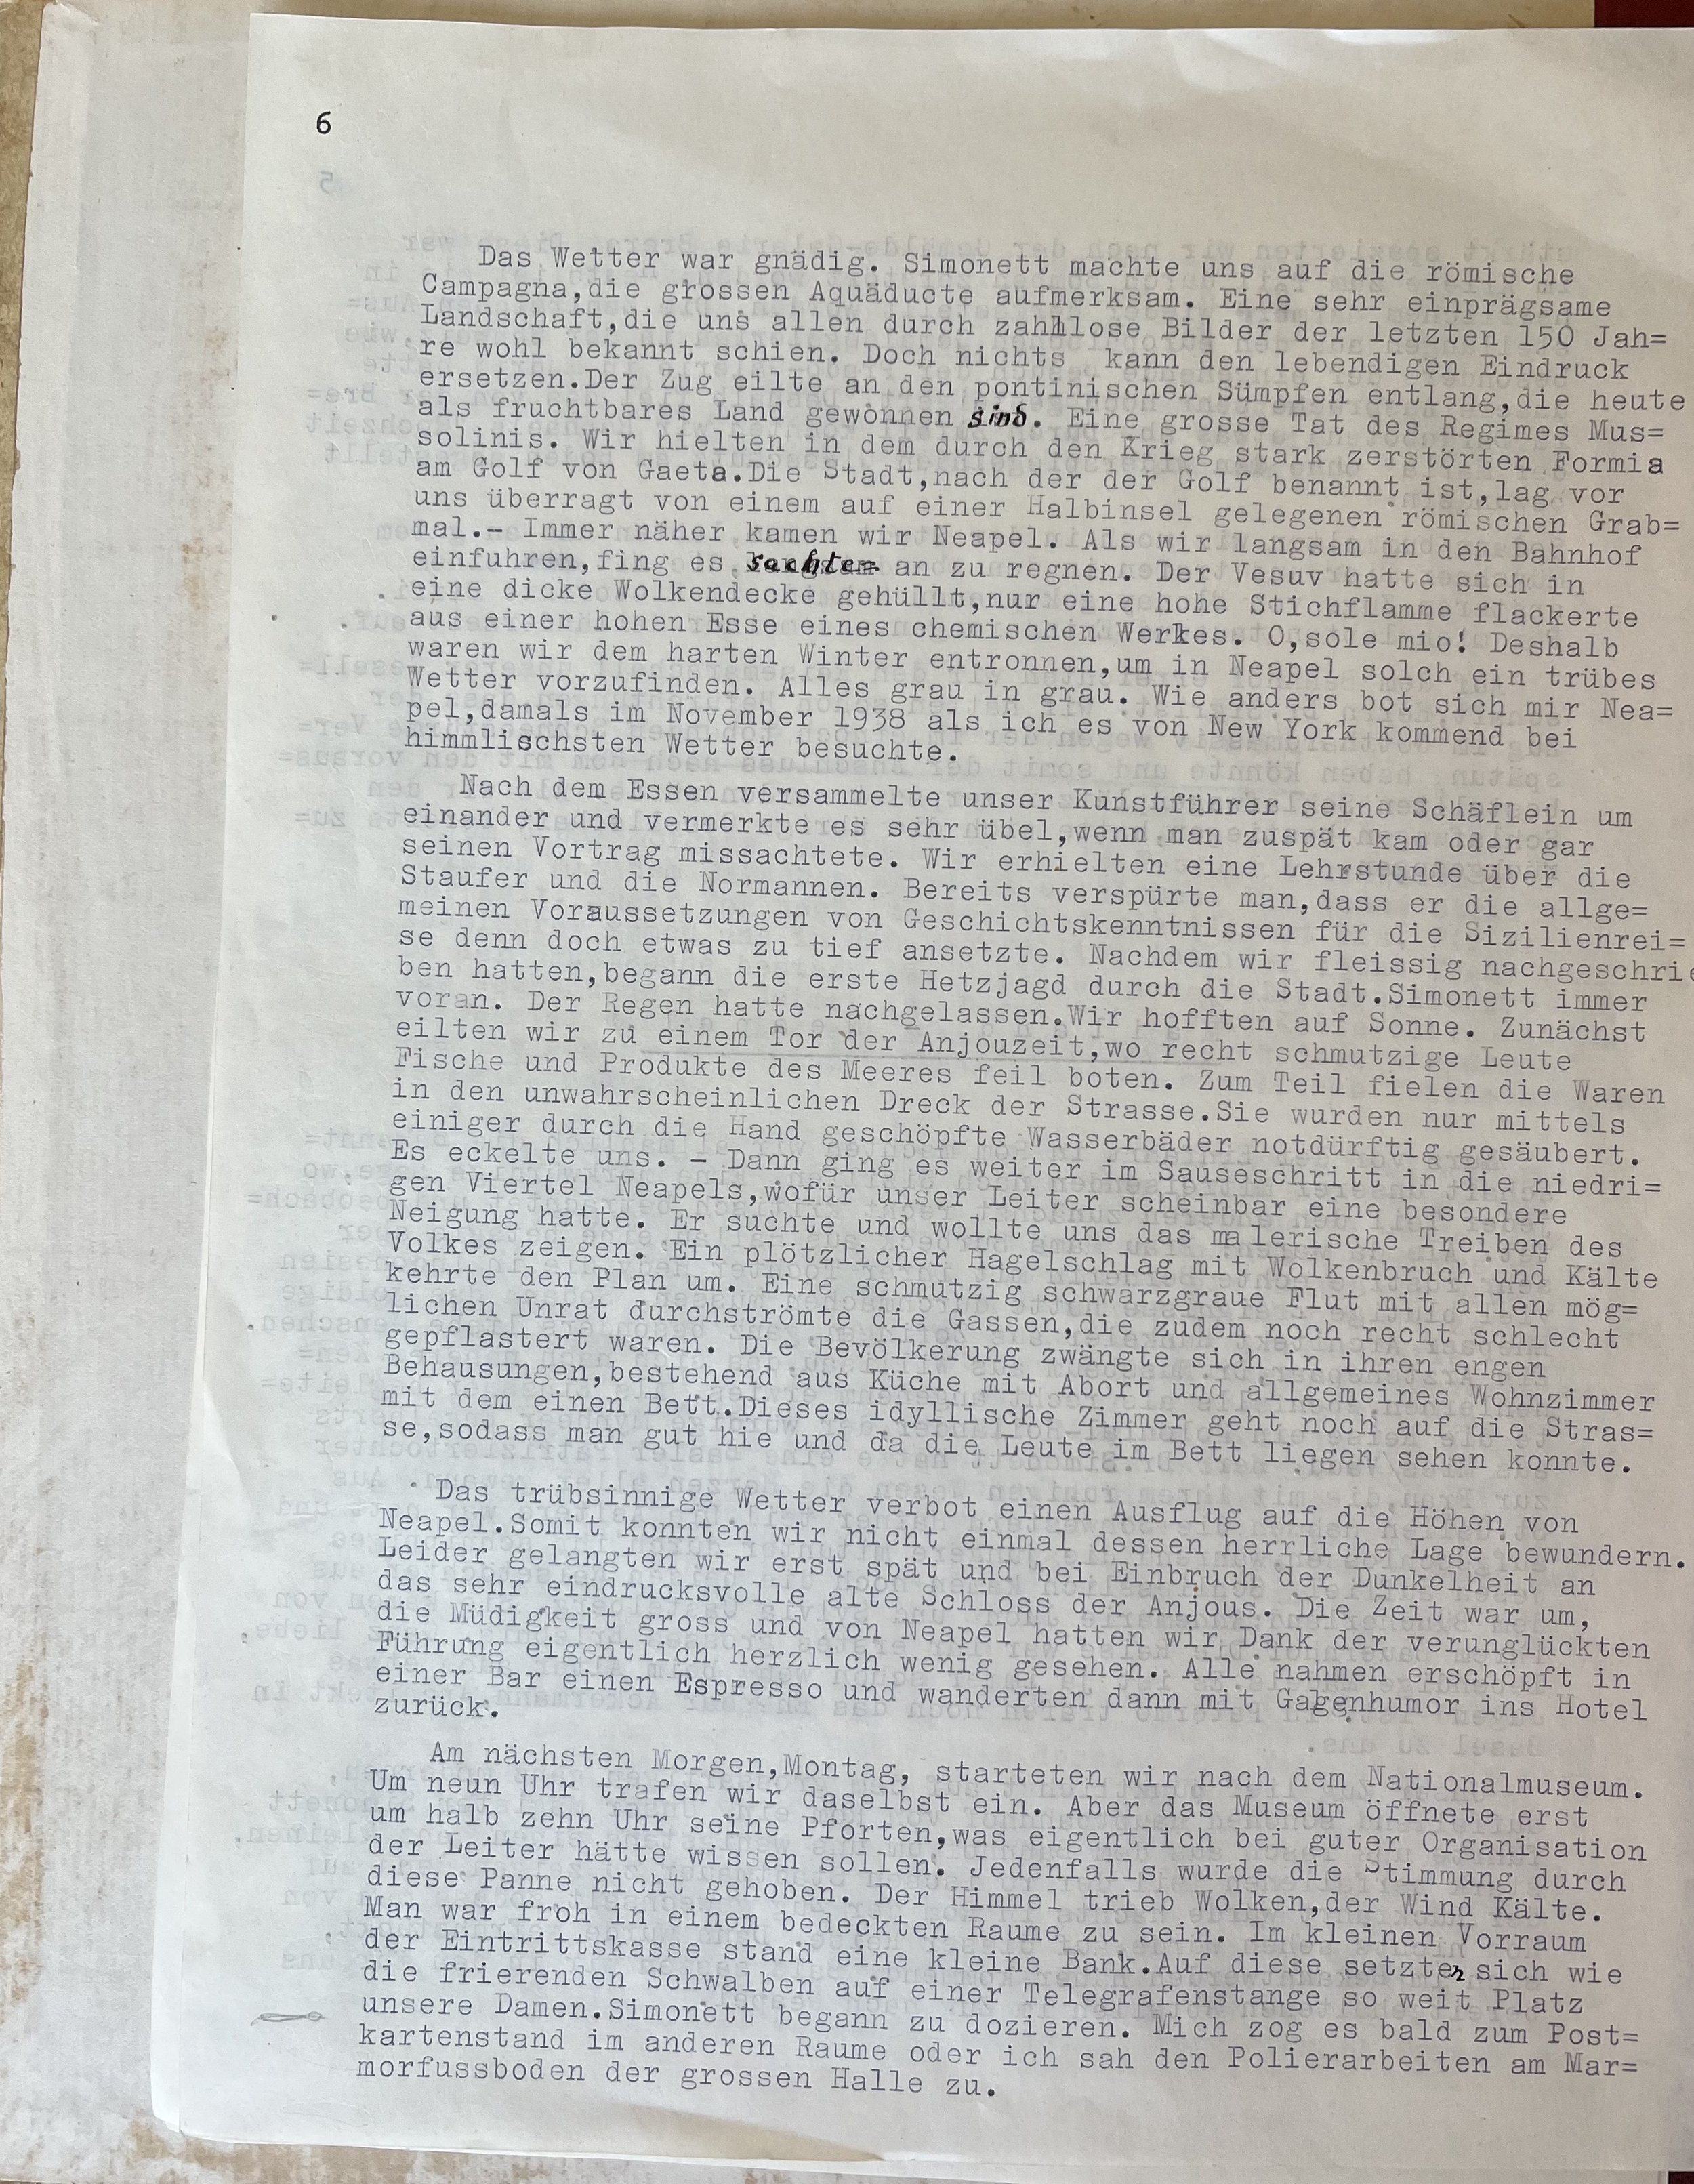 6
Das Wetter war gnädig. Simonett machte uns auf die römische
Campagna,die grossen Aquäducte aufmerksam. Eine sehr einprägsame
Landschaft,die uns allen durch zahllose Bilder der letzten 150 Jah=
re wohl bekannt schien. Doch nichts kann den lebendigen Eindruck
ersetzen.Der Zug eilte an den pontinischen Sümpfen entlang,die heute
als fruchtbares Land gewonnen sind. Eine grosse Tat des Regimes Mus=
solinis. Wir hielten in dem durch den Krieg stark zerstörten Formia
am Golf von Gaeta.Die Stadt,nach der der Golf benannt ist,lag vor
uns überragt von einem auf einer Halbinsel gelegenen römischen Grab=
mal.- Immer näher kamen wir Neapel. Als wir langsam in den Bahnhof
einfuhren,fing es sachte an zu regnen. Der Vesuv hatte sich in
eine dicke Wolkendecke gehüllt,nur eine hohe Stichflamme flackerte
aus einer hohen Esse eines chemischen Werkes. O,sole mio! Deshalb
waren wir dem harten Winter entronnen,um in Neapel solch ein trübes
Wetter vorzufinden. Alles grau in grau. Wie anders bot sich mir Nea=
pel,damals im November 1938 als ich es von New York kommend bei
himmlischsten Wetter besuchte.
Nach dem Essen versammelte unser Kunstführer seine Schäflein um
einander und vermerkte es sehr übel,wenn man zuspät kam oder gar
seinen Vortrag missachtete. Wir erhielten eine Lehrstunde über die
Staufer und die Normannen. Bereits verspürte man,dass er die allge=
meinen Voraussetzungen von Geschichtskenntnissen für die Sizilienrei=
se denn doch etwas zu tief ansetzte. Nachdem wir fleissig nachgeschrie
ben hatten,begann die erste Hetzjagd durch die Stadt.Simonett immer
voran. Der Regen hatte nachgelassen.Wir hofften auf Sonne. Zunächst
eilten wir zu einem Tor der Anjouzeit,wo recht schmutzige Leute
Fische und Produkte des Meeres feil boten. Zum Teil fielen die Waren
in den unwahrscheinlichen Dreck der Strasse.Sie wurden nur mittels
einiger durch die Hand geschöpfte Wasserbäder notdürftig gesäubert.
Es eckelte uns. - Dann ging es weiter im Sauseschritt in die niedri=
gen Viertel Neapels,wofür unser Leiter scheinbar eine besondere
Neigung hatte. Er suchte und wollte uns das malerische Treiben des
Volkes zeigen. Ein plötzlicher Hagelschlag mit Wolkenbruch und Kälte
kehrte den Plan um. Eine schmutzig schwarzgraue Flut mit allen mög=
lichen Unrat durchströmte die Gassen,die zudem noch recht schlecht
gepflastert waren. Die Bevölkerung zwängte sich in ihren engen
Behausungen,bestehend aus Küche mit Abort und allgemeines Wohnzimmer
mit dem einen Bett.Dieses idyllische Zimmer geht noch auf die Stras=
se,sodass man gut hie und da die Leute im Bett liegen sehen konnte.
Das trübsinnige Wetter verbot einen Ausflug auf die Höhen von
Neapel.Somit konnten wir nicht einmal dessen herrliche Lage bewundern.
Leider gelangten wir erst spät und bei Einbruch der Dunkelheit an
das sehr eindrucksvolle alte Schloss der Anjous. Die Zeit war um,
die Müdigkeit gross und von Neapel hatten wir Dank der verunglückten
Führung eigentlich herzlich wenig gesehen. Alle nahmen erschöpft in
einer Bar einen Espresso und wanderten dann mit Galgenhumor ins Hotel
zurück.
Am nächsten Morgen,Montag, starteten wir nach dem Nationalmuseum.
Um neun Uhr trafen wir daselbst ein. Aber das Museum öffnete erst
um halb zehn Uhr seine Pforten,was eigentlich bei guter Organisation
der Leiter hätte wissen sollen. Jedenfalls wurde die Stimmung durch
diese Panne nicht gehoben. Der Himmel trieb Wolken,der Wind Kälte.
Man war froh in einem bedeckten Raume zu sein. Im kleinen Vorraum
der Eintrittskasse stand eine kleine Bank.Auf diese setzten sich wie
die frierenden Schwalben auf einer Telegrafenstange so weit Platz
unsere Damen.Simonett begann zu dozieren. Mich zog es bald zum Post=
kartenstand im anderen Raume oder ich sah den Polierarbeiten am Mar=
morfussboden der grossen Halle zu.